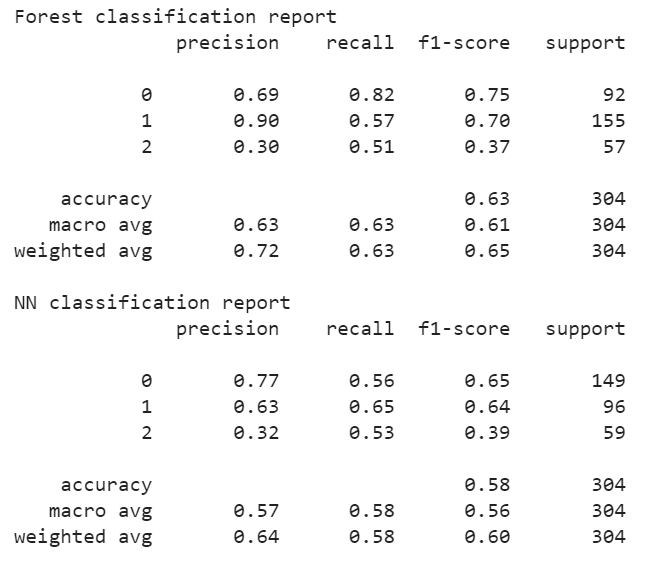 Forest classification report
precision recall f1-score support
0 0.69 0.82 0.75 92
1 0.90 0.57 0.70 155
2 0.30 0.51 0.37 57
accuracy 0.63 304
macro avg 0.63 0.63 0.61 304
weighted avg 0.72 0.63 0.65 304
NN classification report
precision recall f1-score support
0 0.77 0.56 0.65 149
1 0.63 0.65 0.64 96
2 0.32 0.53 0.39 59
accuracy 0.58 304
macro avg 0.57 0.58 0.56 304
weighted avg 0.64 0.58 0.60 304